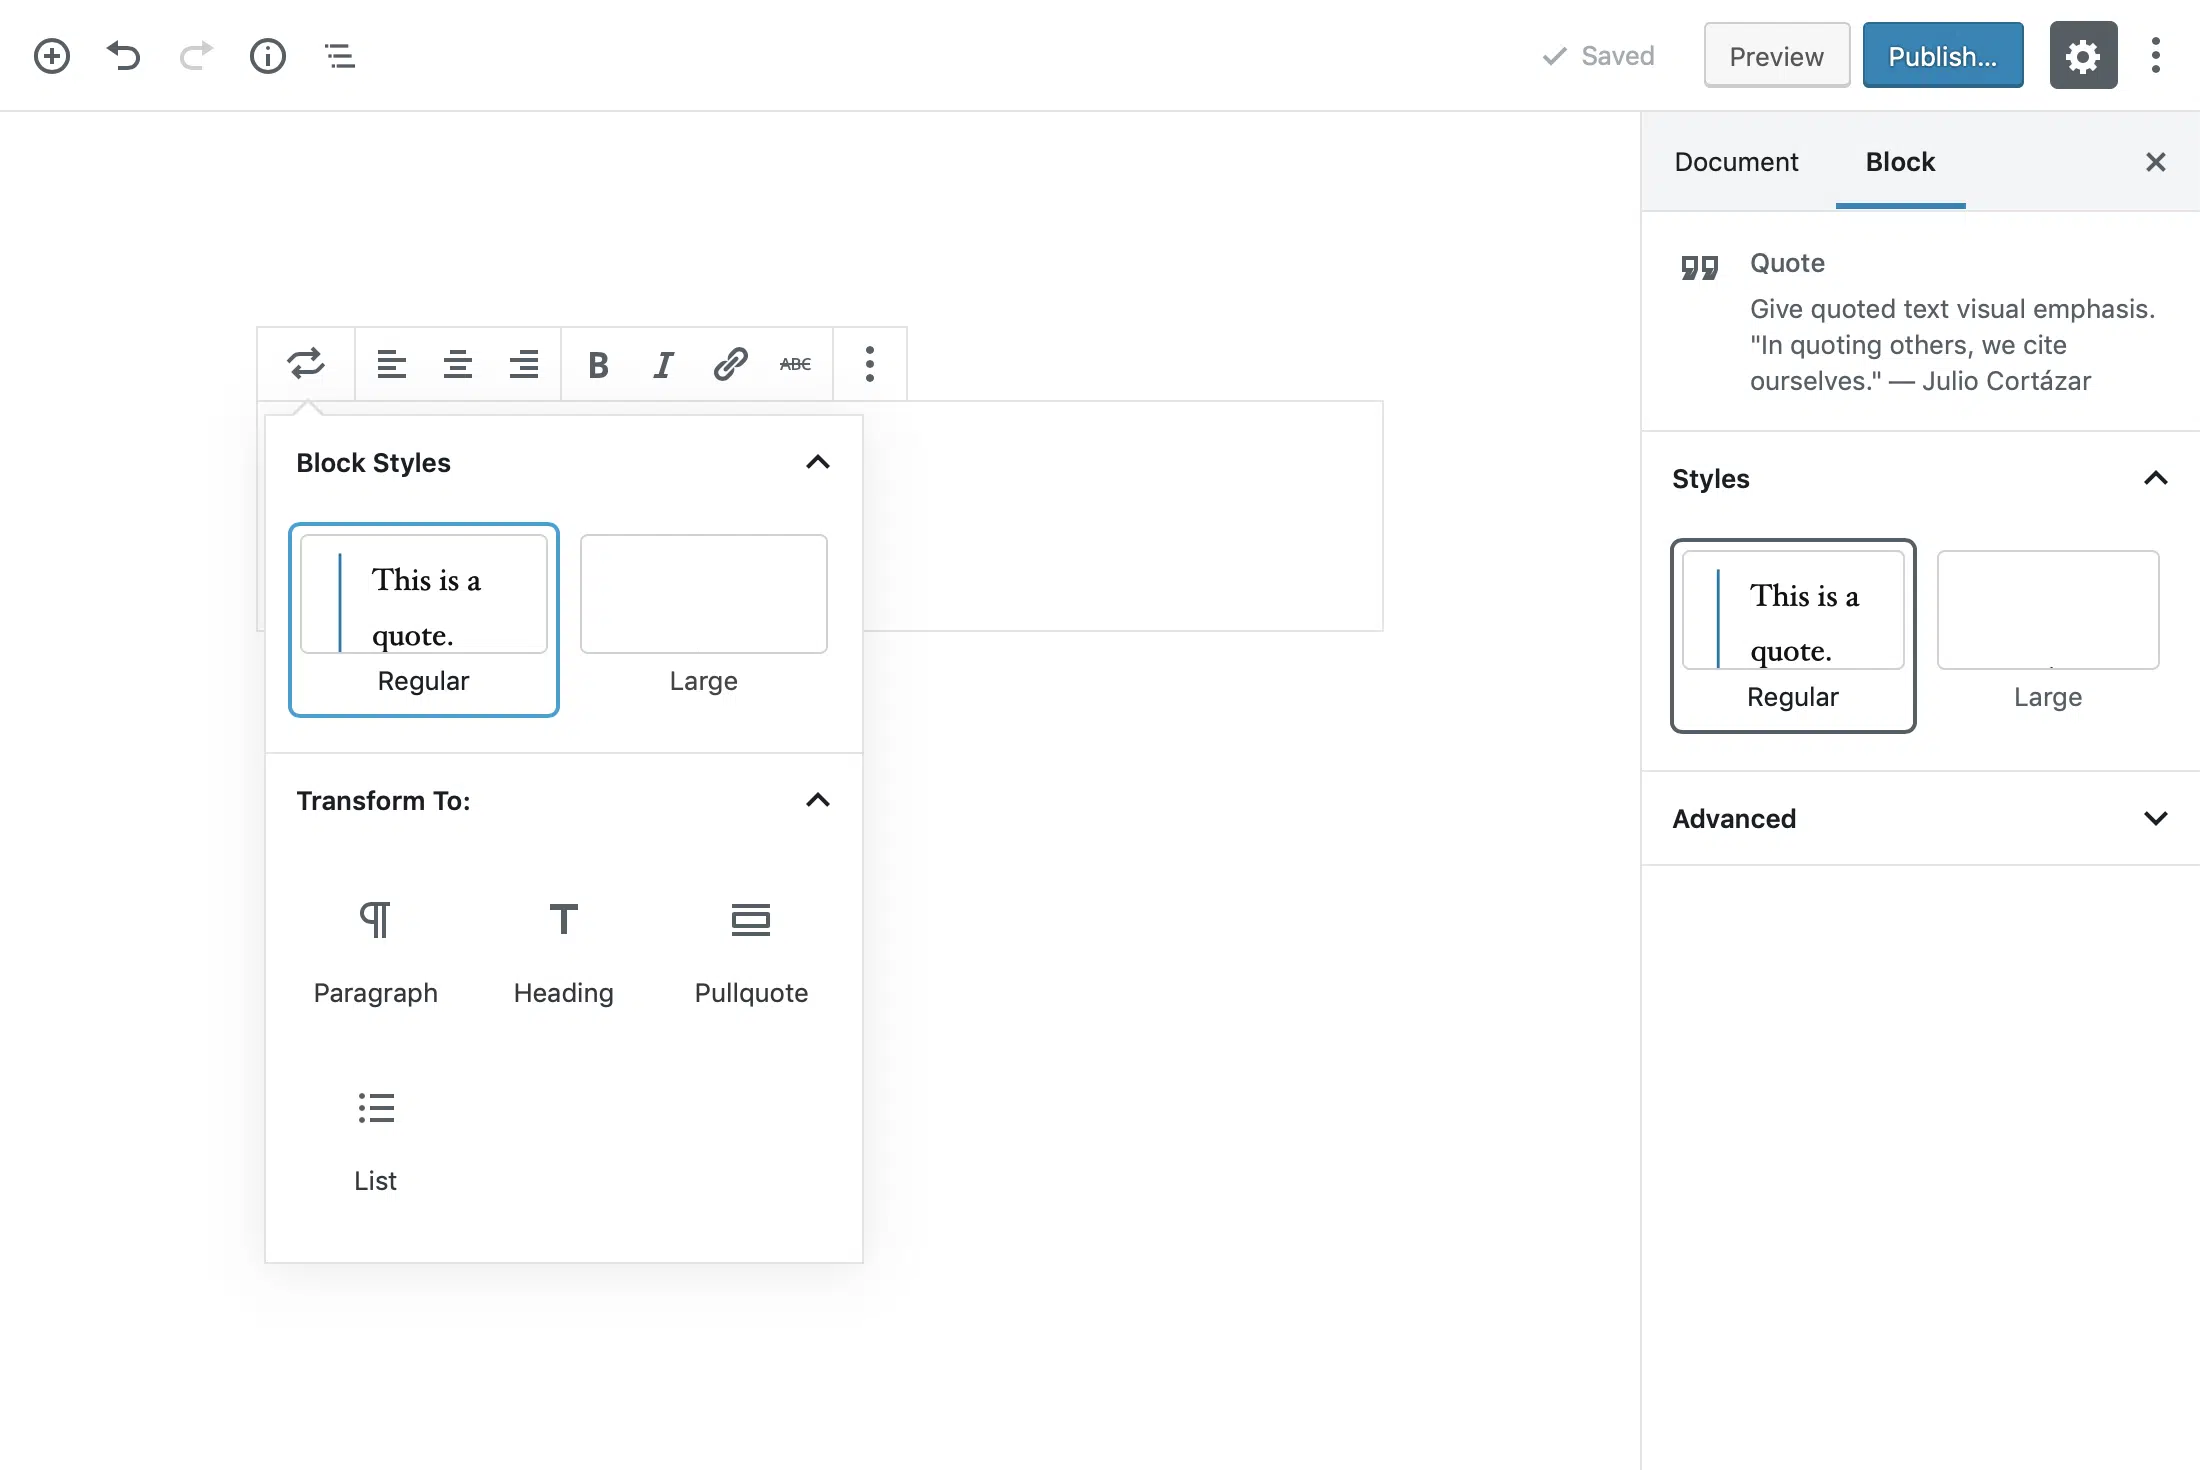 Saved
Preview
Publish...
Document
Block
Quote
Give quoted text visual emphasis.
"In quoting others, we cite
ourselves." — Julio Cortázar
B I ABC
Block Styles
This is a
quote.
Regular
Large
Transform To:
Paragraph
Heading
Pullquote
List
Styles
This is a
quote.
Regular
Large
Advanced